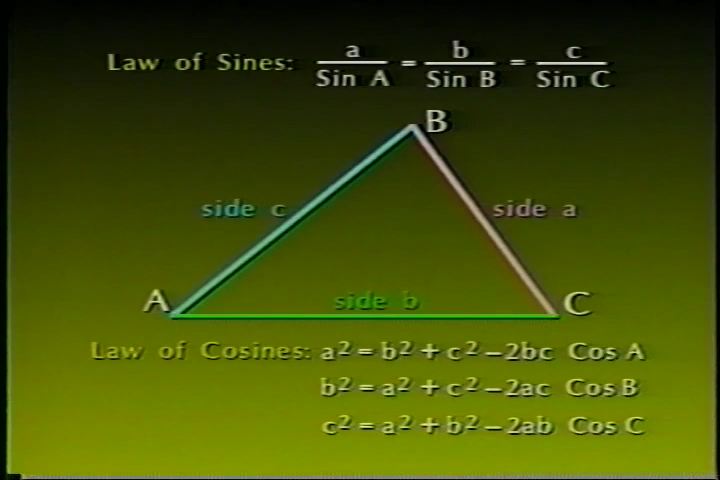 Law of Sines: a/Sin A = b/Sin B = c/Sin C
B
side c
side a
A
side b
C
Law of Cosines: a² = b² + c² – 2bc Cos A
b² = a² + c² – 2ac Cos B
c² = a² + b² – 2ab Cos C